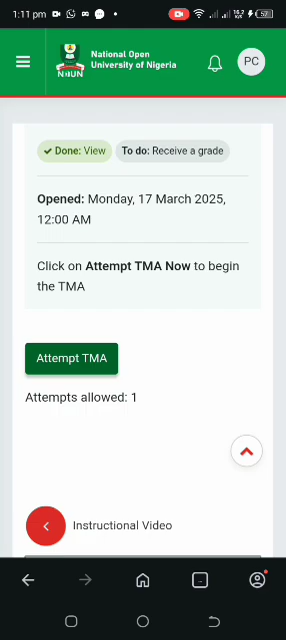 1:11 pm
16.2
K/s
National Open
University of Nigeria
NOUN
PC
Done: View
To do: Receive a grade
Opened: Monday, 17 March 2025,
12:00 AM
Click on Attempt TMA Now to begin
the TMA
Attempt TMA
Attempts allowed: 1
Instructional Video